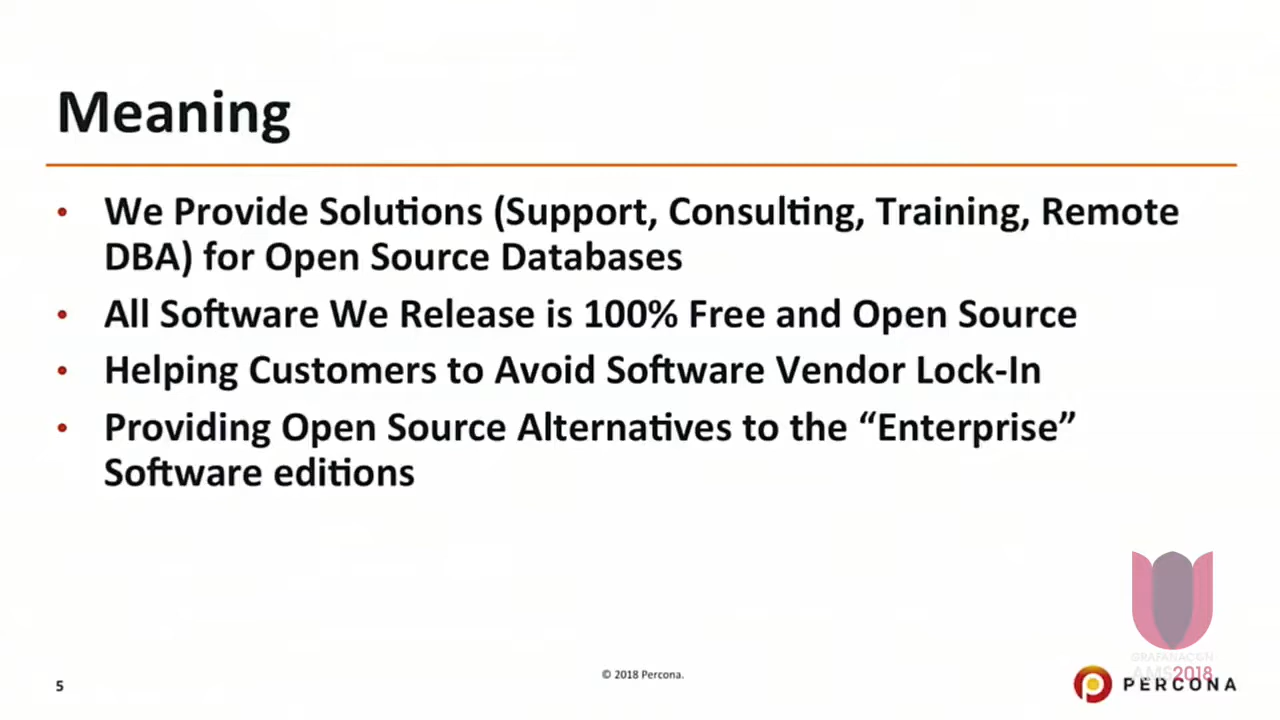 Meaning
• We Provide Solutions (Support, Consulting, Training, Remote
DBA) for Open Source Databases
• All Software We Release is 100% Free and Open Source
• Helping Customers to Avoid Software Vendor Lock-In
• Providing Open Source Alternatives to the “Enterprise”
Software editions
GRAFANACON
AMS2018
5
© 2018 Percona.
PERCONA